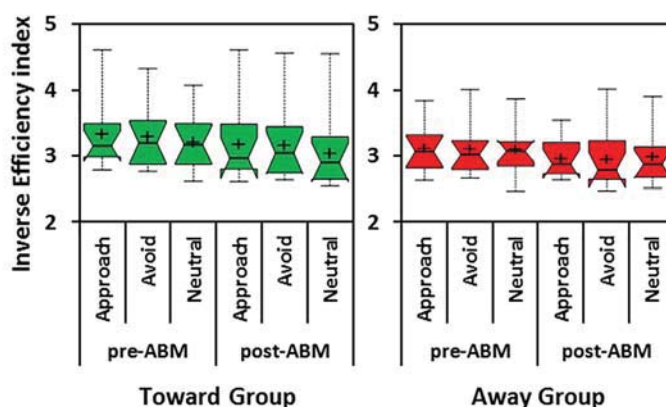 Inverse Efficiency index
5
4
3
2
Approach
Avoid
Neutral
Approach
Avoid
Neutral
pre-ABM
post-ABM
Toward Group
5
4
3
2
Approach
Avoid
Neutral
Approach
Avoid
Neutral
pre-ABM
post-ABM
Away Group